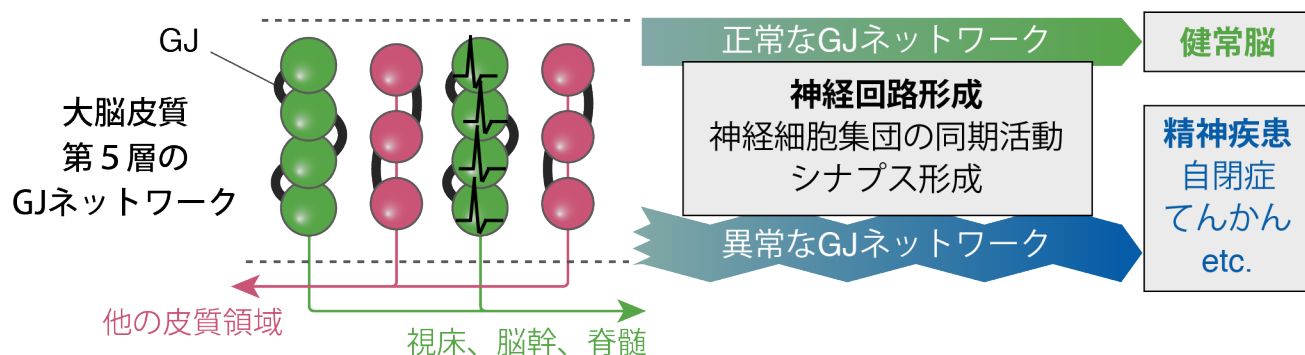 GJ
大脳皮質
第５層の
GJネットワーク
他の皮質領域
視床、脳幹、脊髄
正常なGJネットワーク
神経回路形成
神経細胞集団の同期活動
シナプス形成
異常なGJネットワーク
健常脳
精神疾患
自閉症
てんかん
etc.